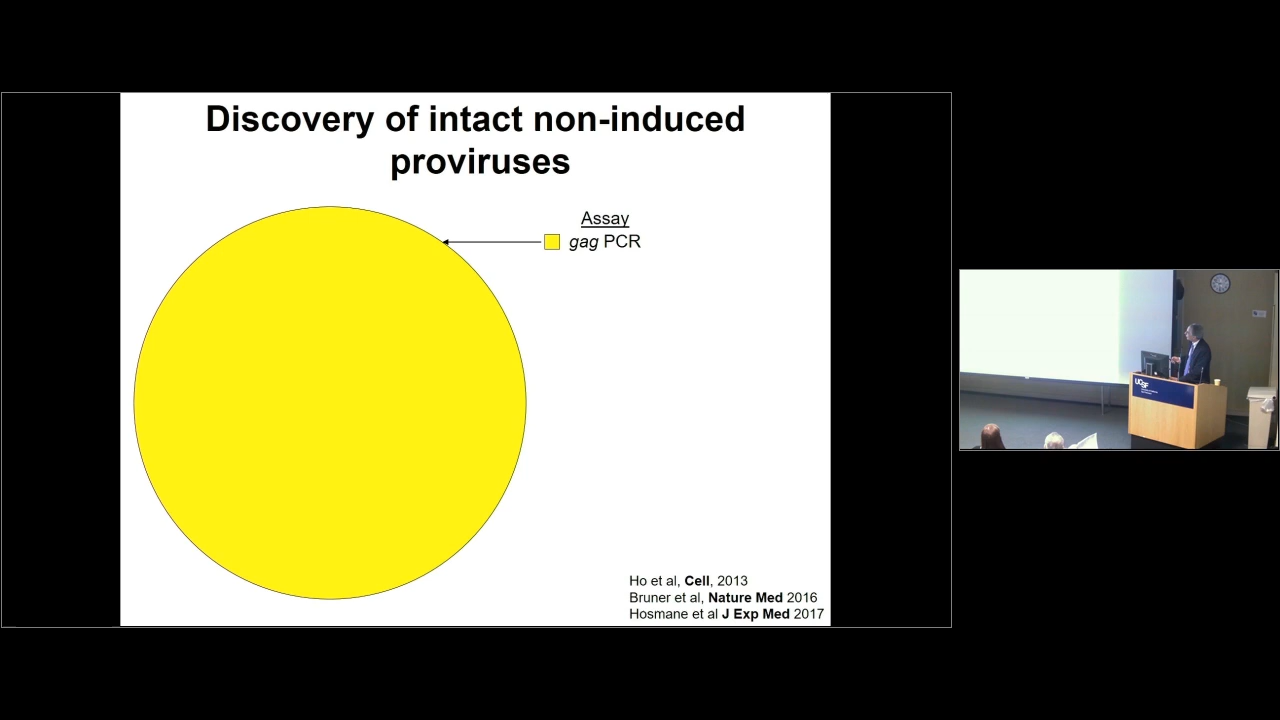 Discovery of intact non-induced
proviruses
Assay
gag PCR
Ho et al, Cell, 2013
Bruner et al, Nature Med 2016
Hosmane et al J Exp Med 2017
UCSF